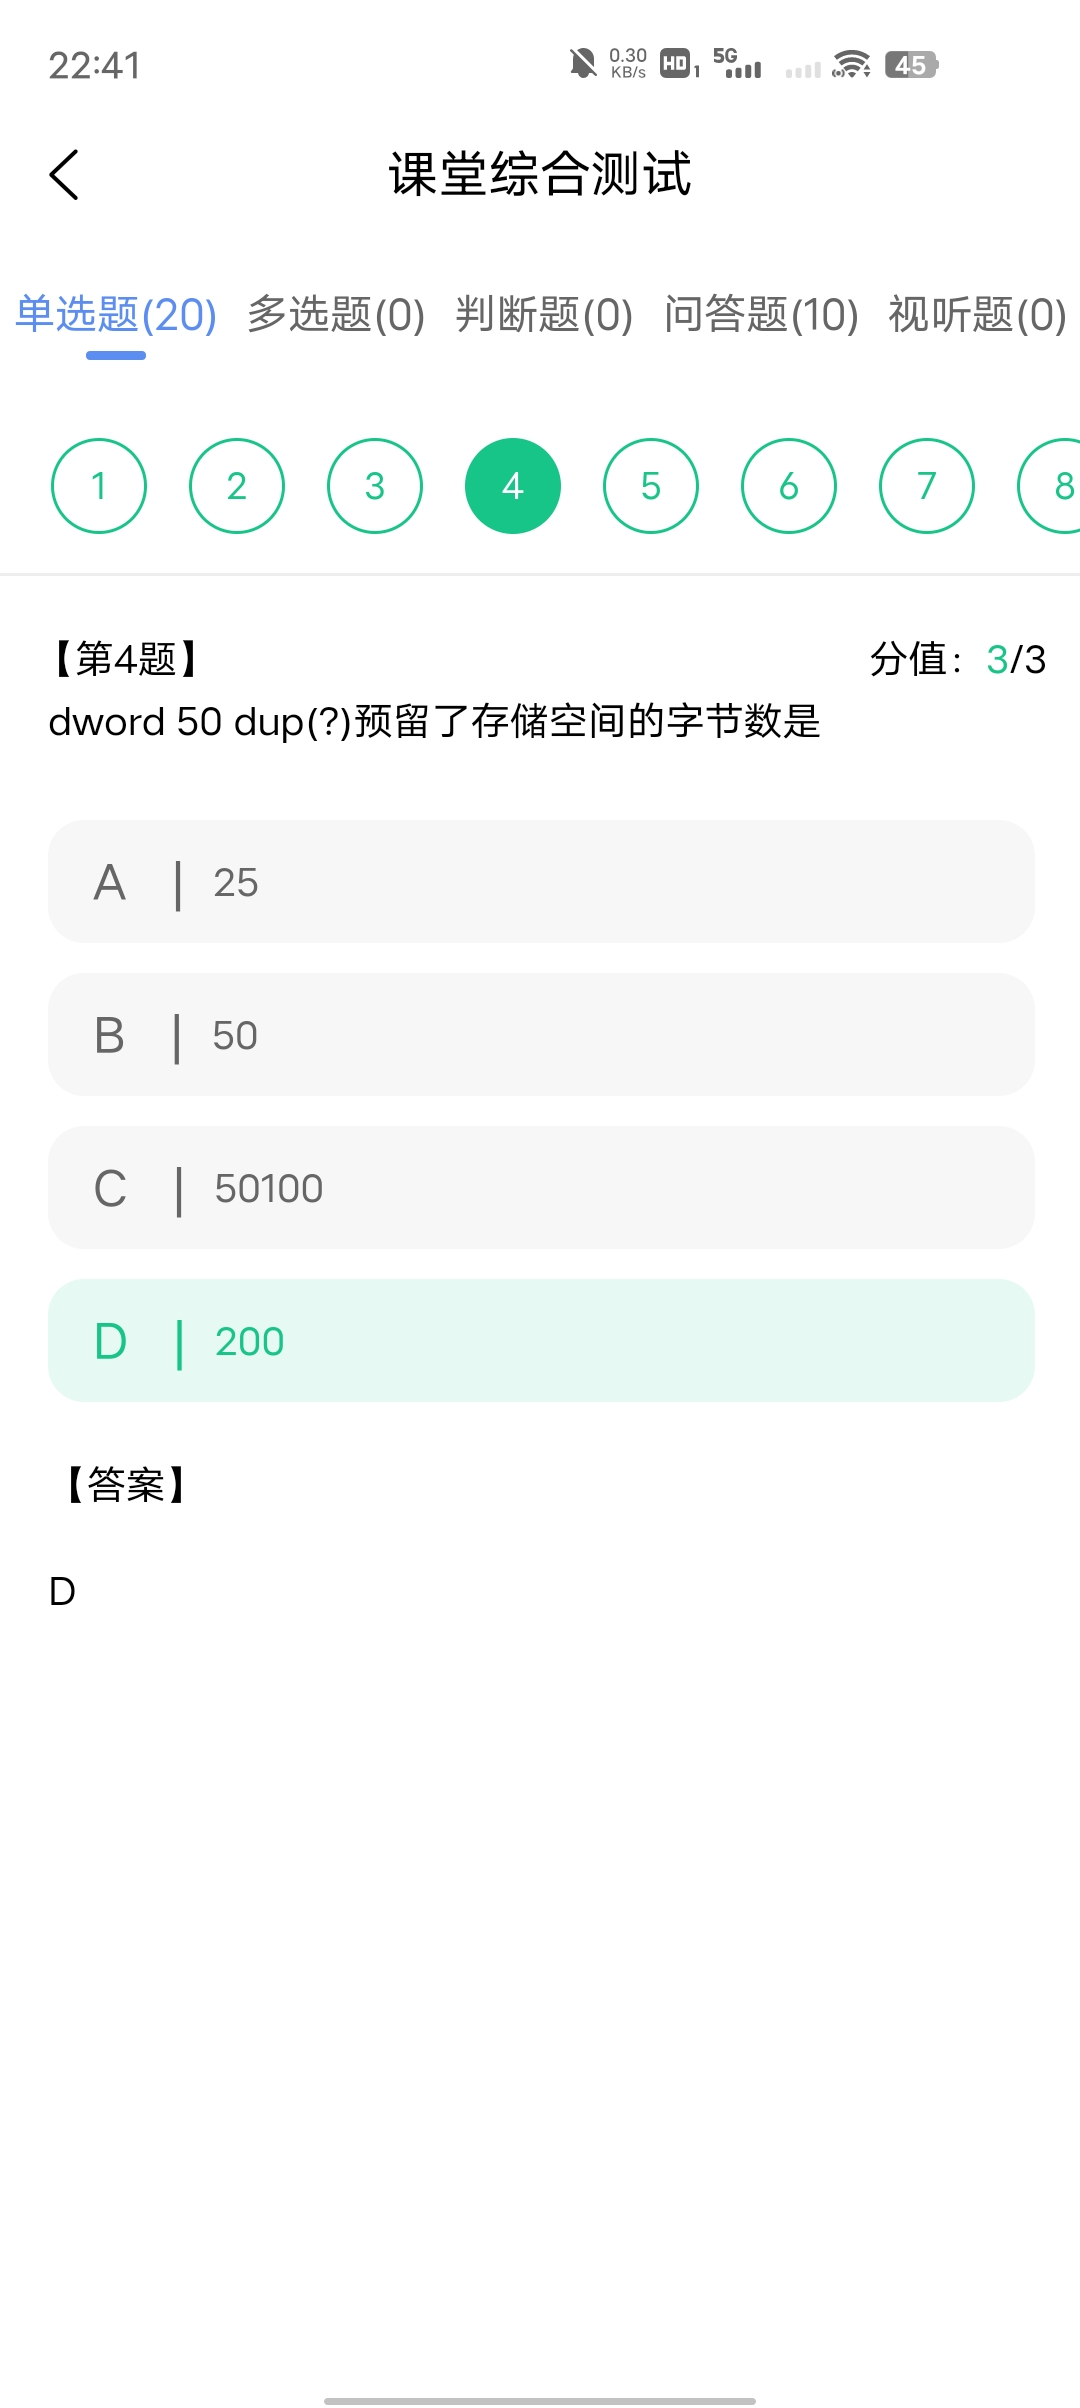 22:41 0.30 KB/s HD 1 5G 45
课堂综合测试
单选题(20) 多选题(0) 判断题(0) 问答题(10) 视听题(0)
1 2 3 4 5 6 7 8
【第4题】 分值：3/3
dword 50 dup(?)预留了存储空间的字节数是
A | 25
B | 50
C | 50100
D | 200
【答案】
D